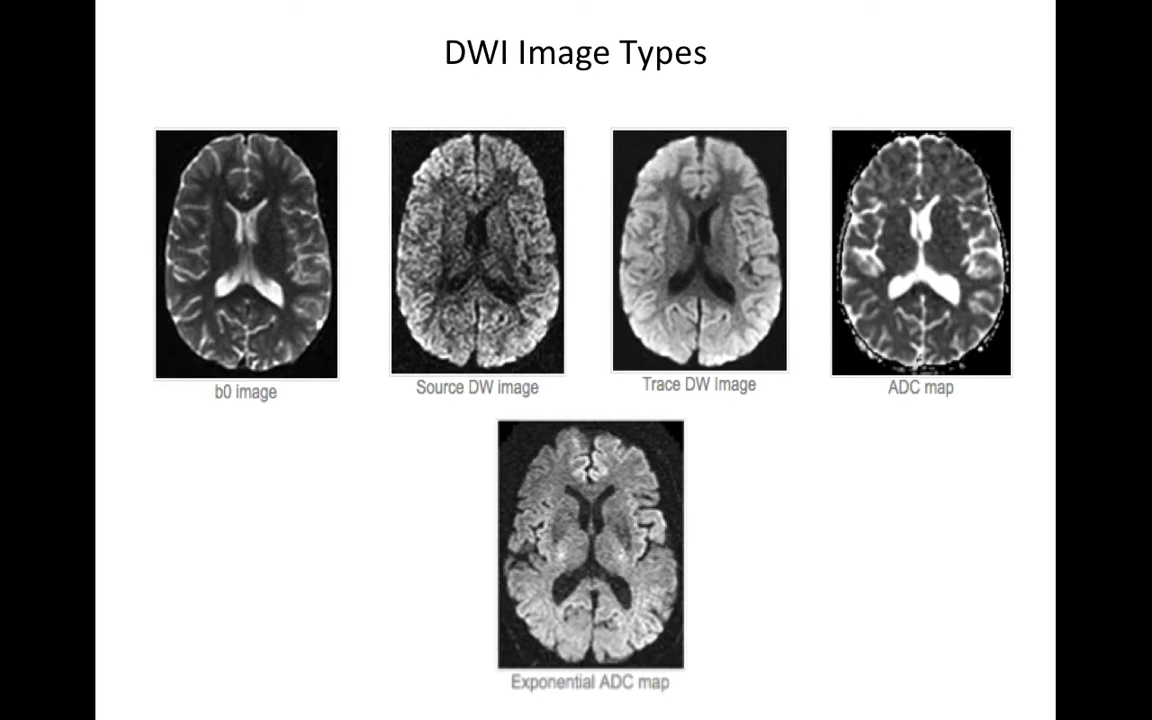 DWI Image Types
b0 image
Source DW image
Trace DW Image
ADC map
Exponential ADC map